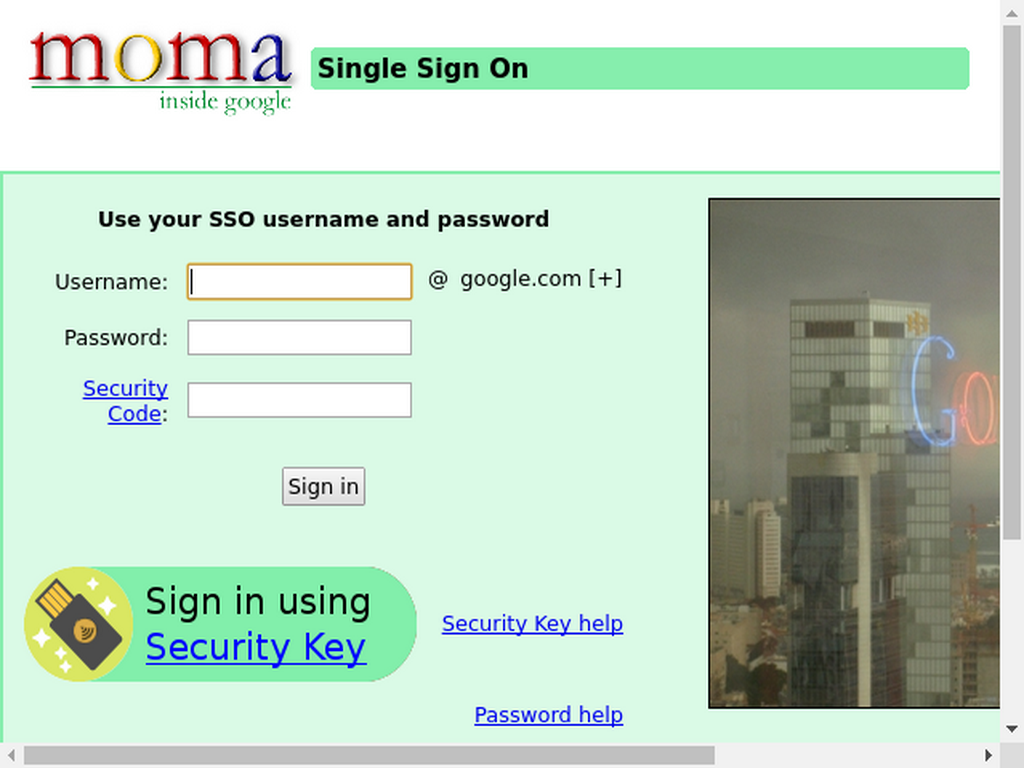 moma
inside google
Single Sign On
Use your SSO username and password
Username:
@ google.com [+]
Password:
Security
Code:
Sign in
Sign in using
Security Key
Security Key help
Password help
Go